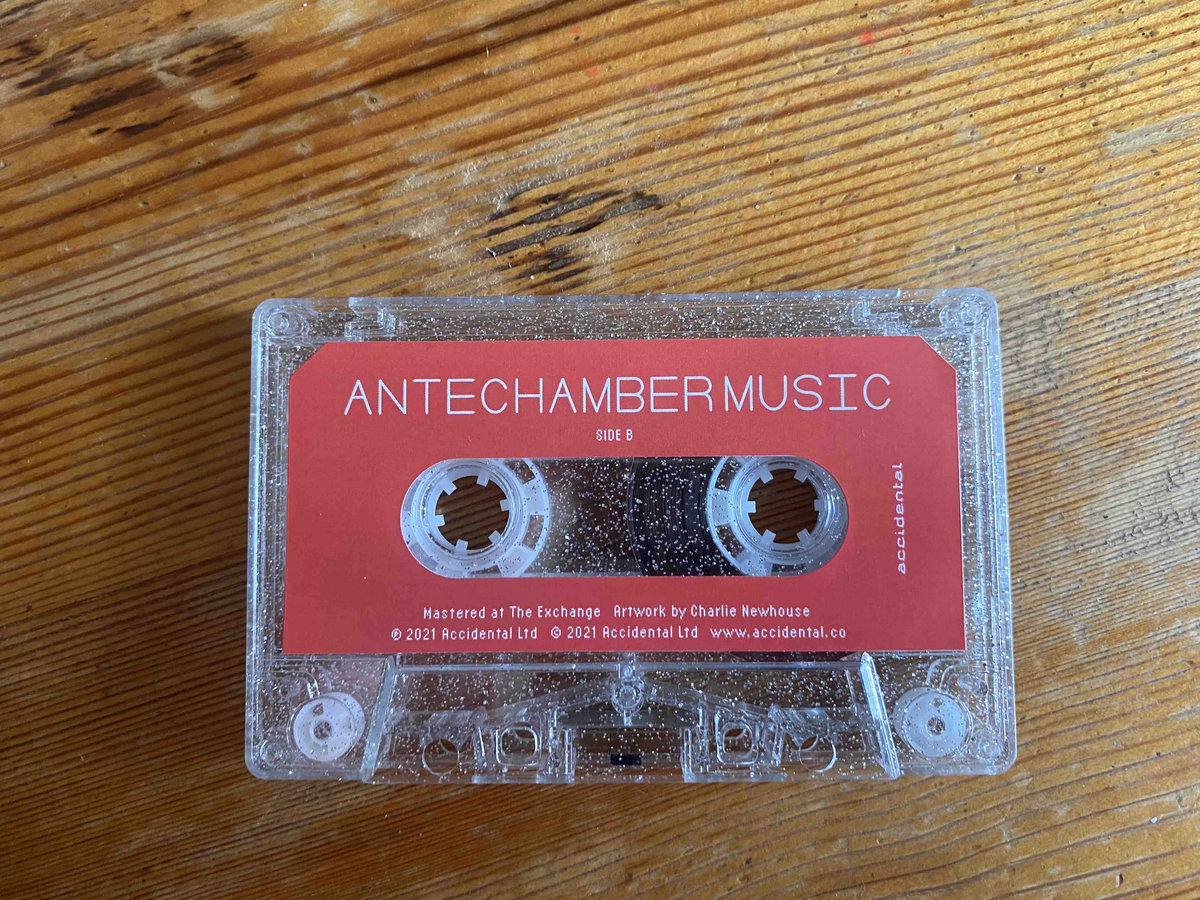 ANTECHAMBER MUSIC
SIDE B
accidental
Mastered at The Exchange Artwork by Charlie Newhouse
℗ 2021 Accidental Ltd © 2021 Accidental Ltd www.accidental.co